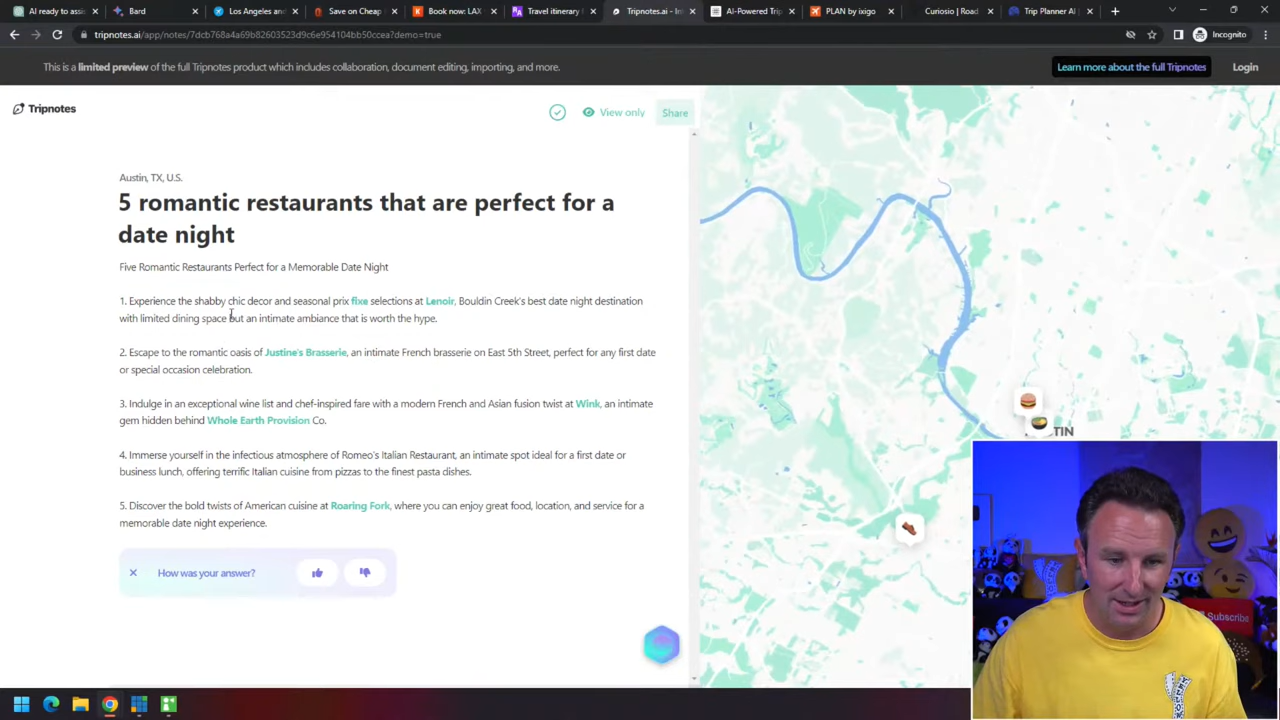 AI ready to assis
Bard
Los Angeles and
Save on Cheap
Book now: LAX
Travel itinerary
Tripnotes.ai - Int
AI-Powered Trip
PLAN by ixigo
Curiosio | Road
Trip Planner AI |
tripnotes.ai/app/notes/7dcb768a4a69b82603523d9c6e954104bb50ccea?demo=true
Incognito
This is a limited preview of the full Tripnotes product which includes collaboration, document editing, importing, and more.
Learn more about the full Tripnotes
Login
Tripnotes
View only
Share
Austin, TX, U.S.
5 romantic restaurants that are perfect for a
date night
Five Romantic Restaurants Perfect for a Memorable Date Night
1. Experience the shabby chic decor and seasonal prix fixe selections at Lenoir, Bouldin Creek's best date night destination
with limited dining space but an intimate ambiance that is worth the hype.
2. Escape to the romantic oasis of Justine's Brasserie, an intimate French brasserie on East 5th Street, perfect for any first date
or special occasion celebration.
3. Indulge in an exceptional wine list and chef-inspired fare with a modern French and Asian fusion twist at Wink, an intimate
gem hidden behind Whole Earth Provision Co.
4. Immerse yourself in the infectious atmosphere of Romeo's Italian Restaurant, an intimate spot ideal for a first date or
business lunch, offering terrific Italian cuisine from pizzas to the finest pasta dishes.
5. Discover the bold twists of American cuisine at Roaring Fork, where you can enjoy great food, location, and service for a
memorable date night experience.
How was your answer?
TIN
Subscribe